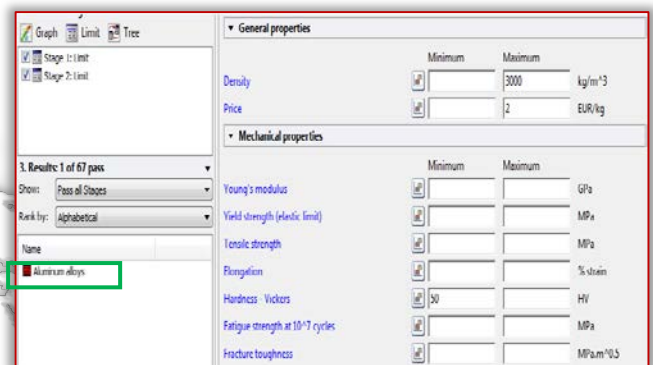 Graph Limit Tree
Stage 1: Limit
Stage 2: Limit
3. Results: 1 of 67 pass
Show: Pass all Stages
Rank by: Alphabetical
Name
Aluminum alloys
General properties
Minimum Maximum
Density 3000 kg/m^3
Price 2 EUR/kg
Mechanical properties
Minimum Maximum
Young's modulus GPa
Yield strength (elastic limit) MPa
Tensile strength MPa
Elongation % strain
Hardness - Vickers 50 HV
Fatigue strength at 10^7 cycles MPa
Fracture toughness MPa.m^0.5